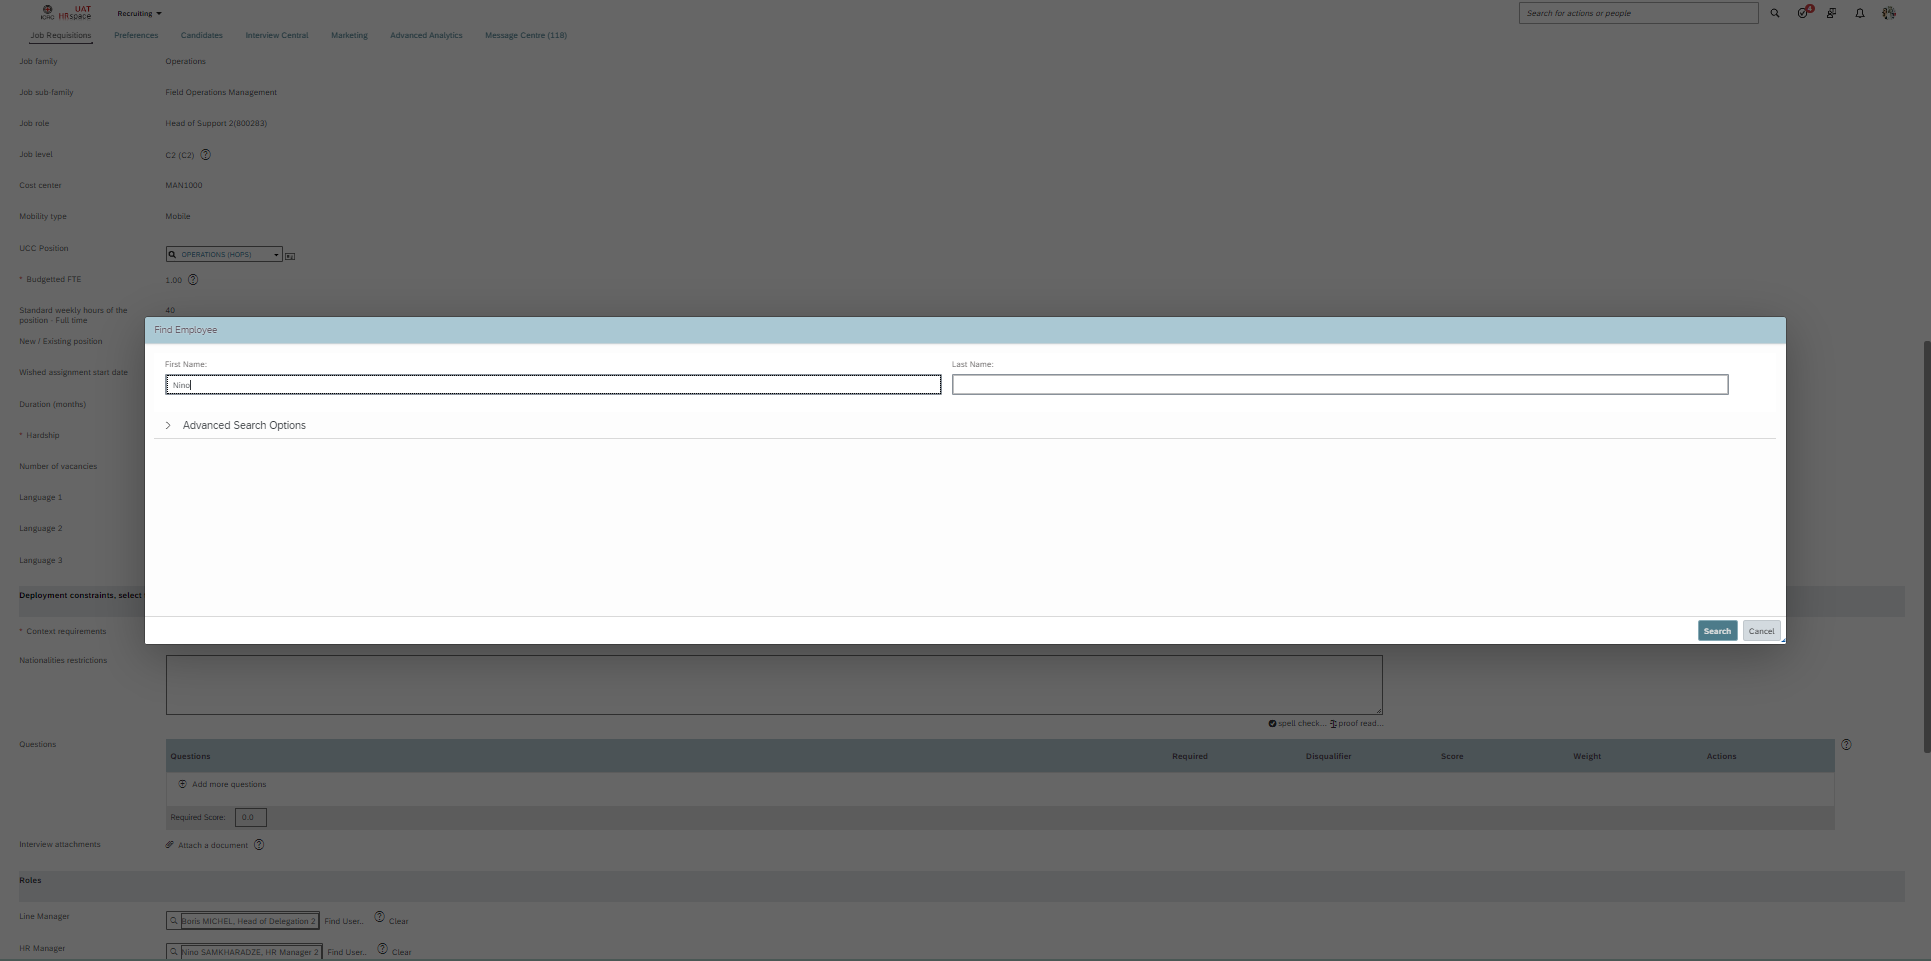 ICRC UAT HRspace
Recruiting
Search for actions or people
4
Job Requisitions Preferences Candidates Interview Central Marketing Advanced Analytics Message Centre (118)
Job family Operations
Job sub family Field Operations Management
Job role Head of Support 2(800283)
Job level C2 (C2)
Cost center MAN1000
Mobility type Mobile
UCC Position OPERATIONS (HOPS)
* Budgetted FTE 1.00
Standard weekly hours of the 40
position - Full time
Find Employee
New / Existing position
First Name: Last Name:
Wished assignment start date
Nino
Duration (months)
Advanced Search Options
* Hardship
Number of vacancies
Language 1
Language 2
Language 3
Deployment constraints, select
* Context requirements
Search Cancel
Nationalities restrictions
spell check... proof read...
Questions
Questions Required Disqualifier Score Weight Actions
Add more questions
Required Score: 0.0
Interview attachments Attach a document
Roles
Line Manager Boris MICHEL, Head of Delegation 2 Find User... Clear
HR Manager Nino SAMKHARADZE, HR Manager 2 Find User... Clear